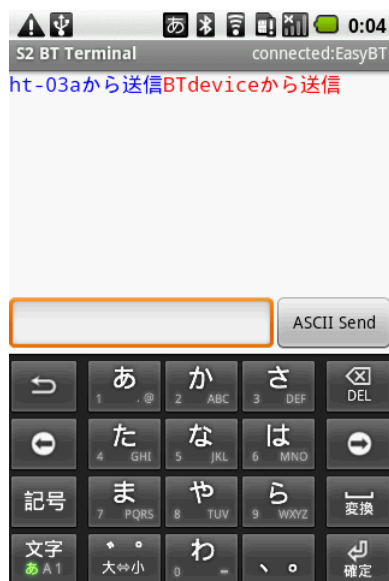 あ 0:04
S2 BT Terminal connected:EasyBT
ht-03aから送信BTdeviceから送信
ASCII Send
あ か さ DEL
1 .@ 2 ABC 3 DEF
た な は
4 GHI 5 JKL 6 MNO
記号 ま や ら 変換
7 PQRS 8 TUV 9 WXYZ
文字 ゛゜ わ 、。
あA1 大⇔小 0 - 確定